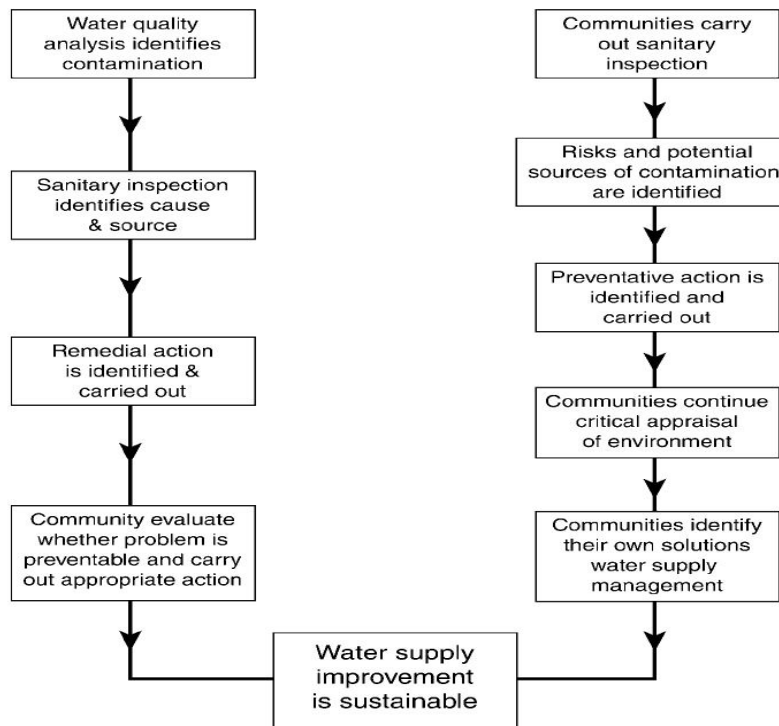 Water quality
analysis identifies
contamination
Sanitary inspection
identifies cause
& source
Remedial action
is identified &
carried out
Community evaluate
whether problem is
preventable and carry
out appropriate action
Communities carry
out sanitary
inspection
Risks and potential
sources of contamination
are identified
Preventative action is
identified and
carried out
Communities continue
critical appraisal
of environment
Communities identify
their own solutions
water supply
management
Water supply
improvement
is sustainable